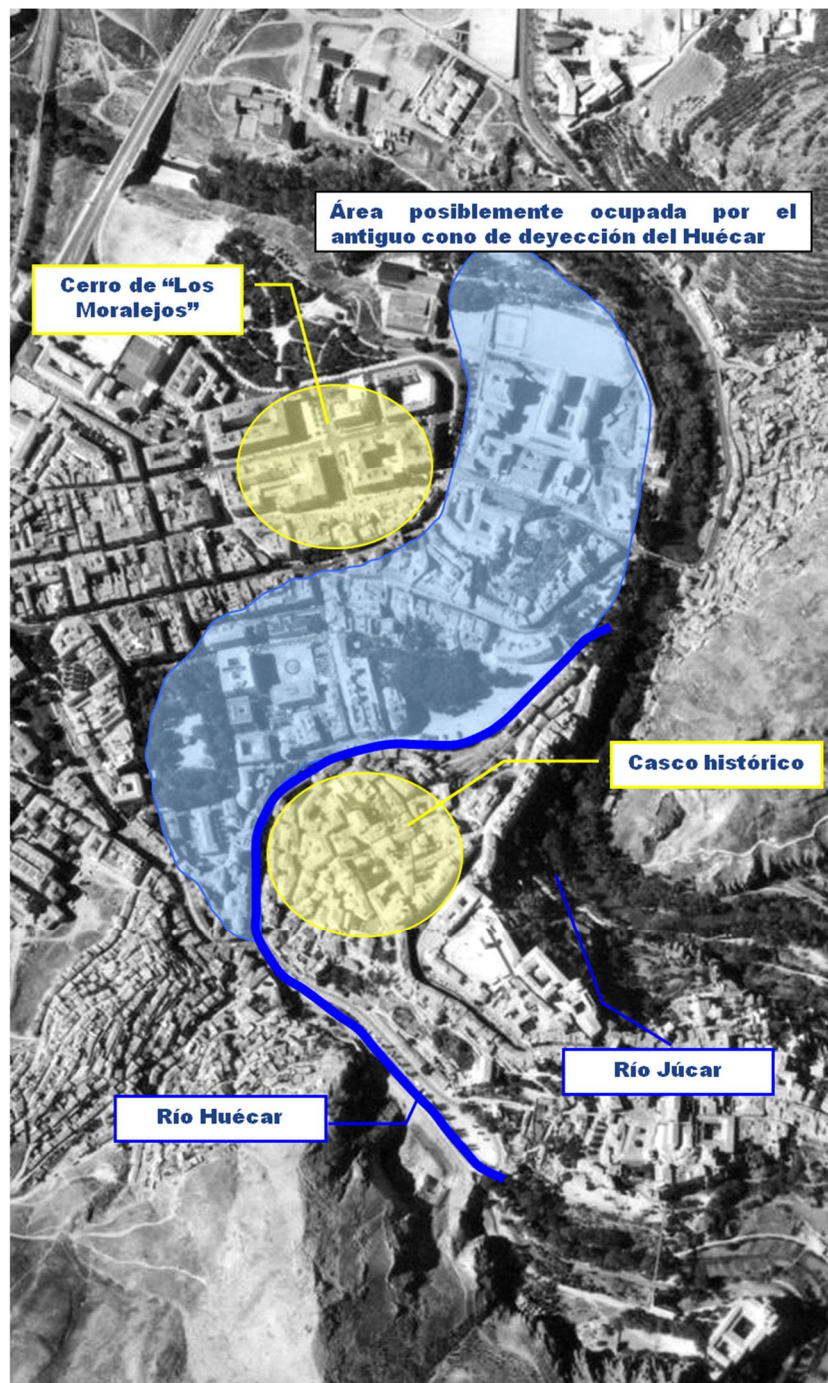 Área posiblemente ocupada por el
antiguo cono de deyección del Huécar
Cerro de “Los
Moralejos”
Casco histórico
Río Júcar
Río Huécar